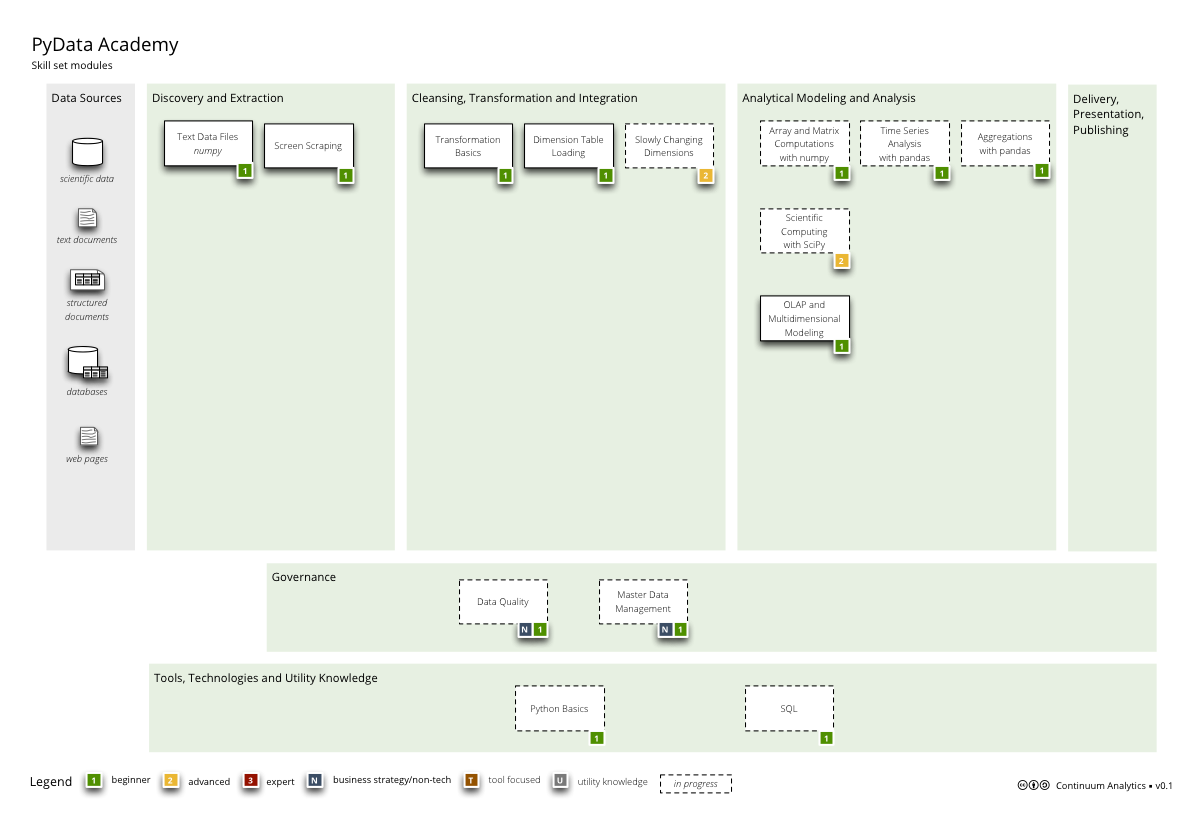 PyData Academy
Skill set modules
Data Sources
scientific data
text documents
structured
documents
databases
web pages
Discovery and Extraction
Text Data Files
numpy
1
Screen Scraping
1
Cleansing, Transformation and Integration
Transformation
Basics
1
Dimension Table
Loading
1
Slowly Changing
Dimensions
2
Analytical Modeling and Analysis
Array and Matrix
Computations
with numpy
1
Time Series
Analysis
with pandas
1
Aggregations
with pandas
1
Scientific
Computing
with SciPy
2
OLAP and
Multidimensional
Modeling
1
Delivery,
Presentation,
Publishing
Governance
Data Quality
N 1
Master Data
Management
N 1
Tools, Technologies and Utility Knowledge
Python Basics
1
SQL
1
Legend
1 beginner
2 advanced
3 expert
N business strategy/non-tech
T tool focused
U utility knowledge
in progress
Continuum Analytics ▪ v0.1